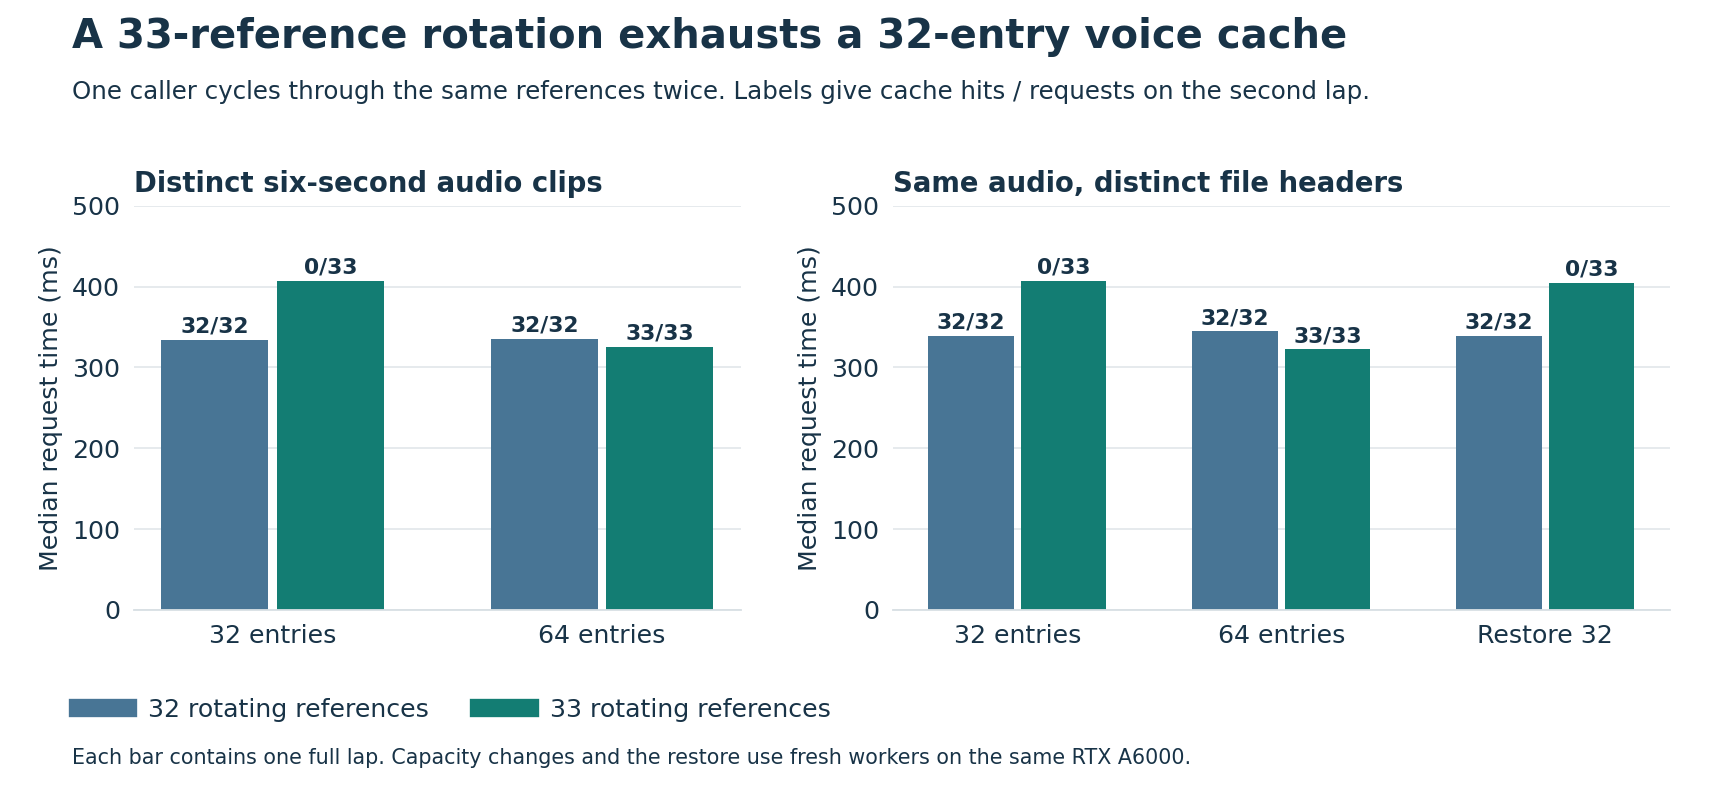 A 33-reference rotation exhausts a 32-entry voice cache
One caller cycles through the same references twice. Labels give cache hits / requests on the second lap.
Distinct six-second audio clips
Median request time (ms)
500
400
300
200
100
0
32/32
0/33
32/32
33/33
32 entries
64 entries
Same audio, distinct file headers
Median request time (ms)
500
400
300
200
100
0
32/32
0/33
32/32
33/33
32/32
0/33
32 entries
64 entries
Restore 32
32 rotating references
33 rotating references
Each bar contains one full lap. Capacity changes and the restore use fresh workers on the same RTX A6000.